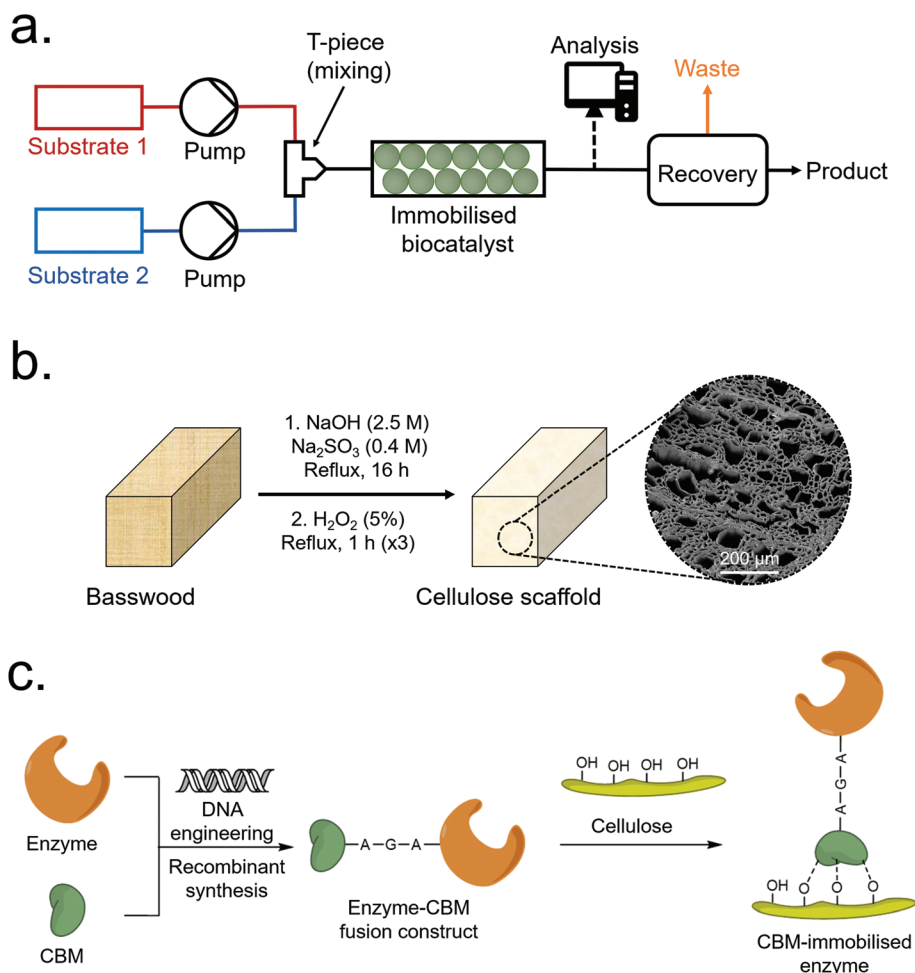 a.
T-piece
(mixing)
Analysis
Waste
Substrate 1
Pump
Recovery
Product
Immobilised
biocatalyst
Substrate 2
Pump
b.
1. NaOH (2.5 M)
Na₂SO₃ (0.4 M)
Reflux, 16 h
2. H₂O₂ (5%)
Reflux, 1 h (x3)
200 µm
Basswood
Cellulose scaffold
c.
Enzyme
CBM
DNA
engineering
Recombinant
synthesis
A-G-A
Enzyme-CBM
fusion construct
OH OH OH OH
Cellulose
A-G-A
OH O O O
CBM-immobilised
enzyme